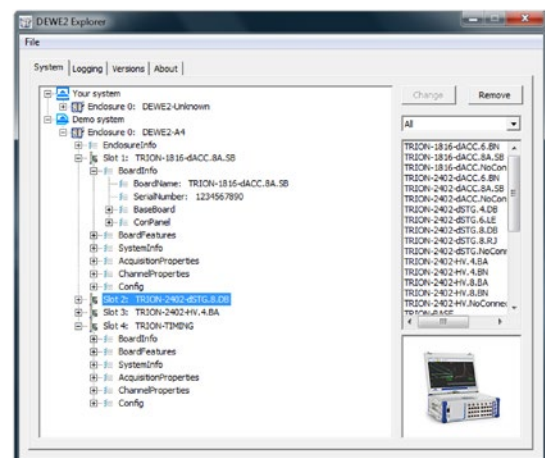 DEWE2 Explorer
File
System Logging Versions About
Your system
Enclosure 0: DEWE2-Unknown
Demo system
Enclosure 0: DEWE2-A4
EnclosureInfo
Slot 1: TRION-1816-dACC.8A.SB
BoardInfo
BoardName: TRION-1816-dACC.8A.SB
SerialNumber: 1234567890
BaseBoard
ConPanel
BoardFeatures
SystemInfo
AcquisitionProperties
ChannelProperties
Config
Slot 2: TRION-2402-dSTG.8.DB
Slot 3: TRION-2402-HV.4.BA
Slot 4: TRION-TIMING
BoardInfo
BoardFeatures
SystemInfo
AcquisitionProperties
ChannelProperties
Config
Change Remove
All
TRION-1816-dACC.6.BN
TRION-1816-dACC.8A.SB
TRION-1816-dACC.NoCon
TRION-2402-dACC.6.BN
TRION-2402-dACC.8A.SB
TRION-2402-dACC.NoCon
TRION-2402-dSTG.4.DB
TRION-2402-dSTG.6.LE
TRION-2402-dSTG.8.DB
TRION-2402-dSTG.8.RJ
TRION-2402-dSTG.NoConn
TRION-2402-HV.4.BA
TRION-2402-HV.4.BN
TRION-2402-HV.8.BA
TRION-2402-HV.8.BN
TRION-2402-HV.NoConnec
TRION-BASE